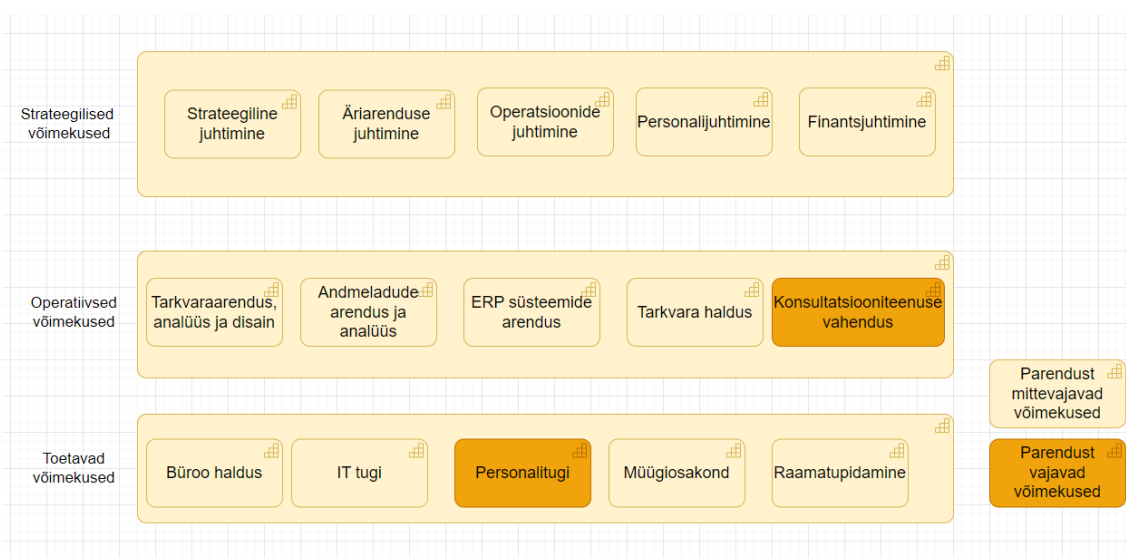 Strateegilised
võimekused
Strateegiline
juhtimine
Äriarenduse
juhtimine
Operatsioonide
juhtimine
Personalijuhtimine
Finantsjuhtimine
Operatiivsed
võimekused
Tarkvaraarendus,
analüüs ja disain
Andmeladude
arendus ja
analüüs
ERP süsteemide
arendus
Tarkvara haldus
Konsultatsiooniteenuse
vahendus
Parendust
mittevajavad
võimekused
Toetavad
võimekused
Büroo haldus
IT tugi
Personalitugi
Müügiosakond
Raamatupidamine
Parendust
vajavad
võimekused